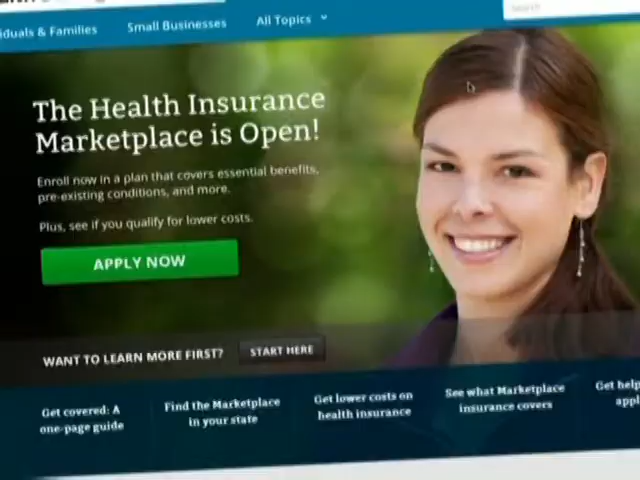 Individuals & Families Small Businesses All Topics
Search
The Health Insurance
Marketplace is Open!
Enroll now in a plan that covers essential benefits,
pre-existing conditions, and more.
Plus, see if you qualify for lower costs.
APPLY NOW
WANT TO LEARN MORE FIRST? START HERE
Get covered: A
one-page guide
Find the Marketplace
in your state
Get lower costs on
health insurance
See what Marketplace
insurance covers
Get help
appl